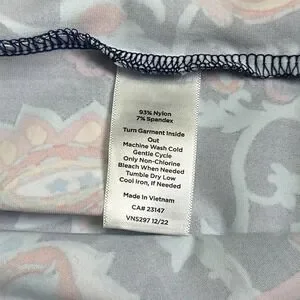 93% Nylon
7% Spandex
Turn Garment Inside
Out
Machine Wash Cold
Gentle Cycle
Only Non-Chlorine
Bleach When Needed
Tumble Dry Low
Cool Iron, If Needed
Made in Vietnam
CA# 23147
VN5297 12/22